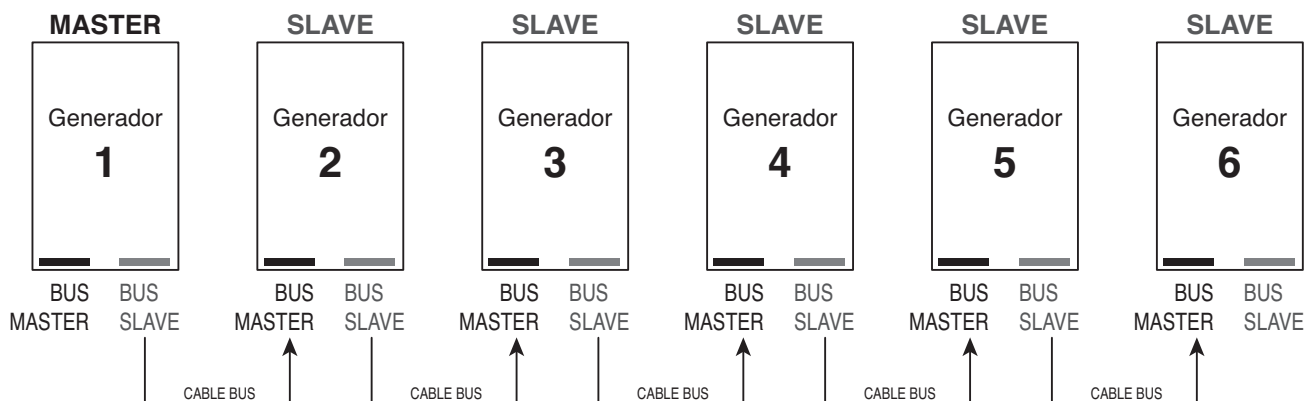 MASTER SLAVE SLAVE SLAVE SLAVE SLAVE
Generador Generador Generador Generador Generador Generador
1 2 3 4 5 6
BUS BUS BUS BUS BUS BUS BUS BUS BUS BUS BUS BUS
MASTER SLAVE MASTER SLAVE MASTER SLAVE MASTER SLAVE MASTER SLAVE MASTER SLAVE
CABLE BUS CABLE BUS CABLE BUS CABLE BUS CABLE BUS